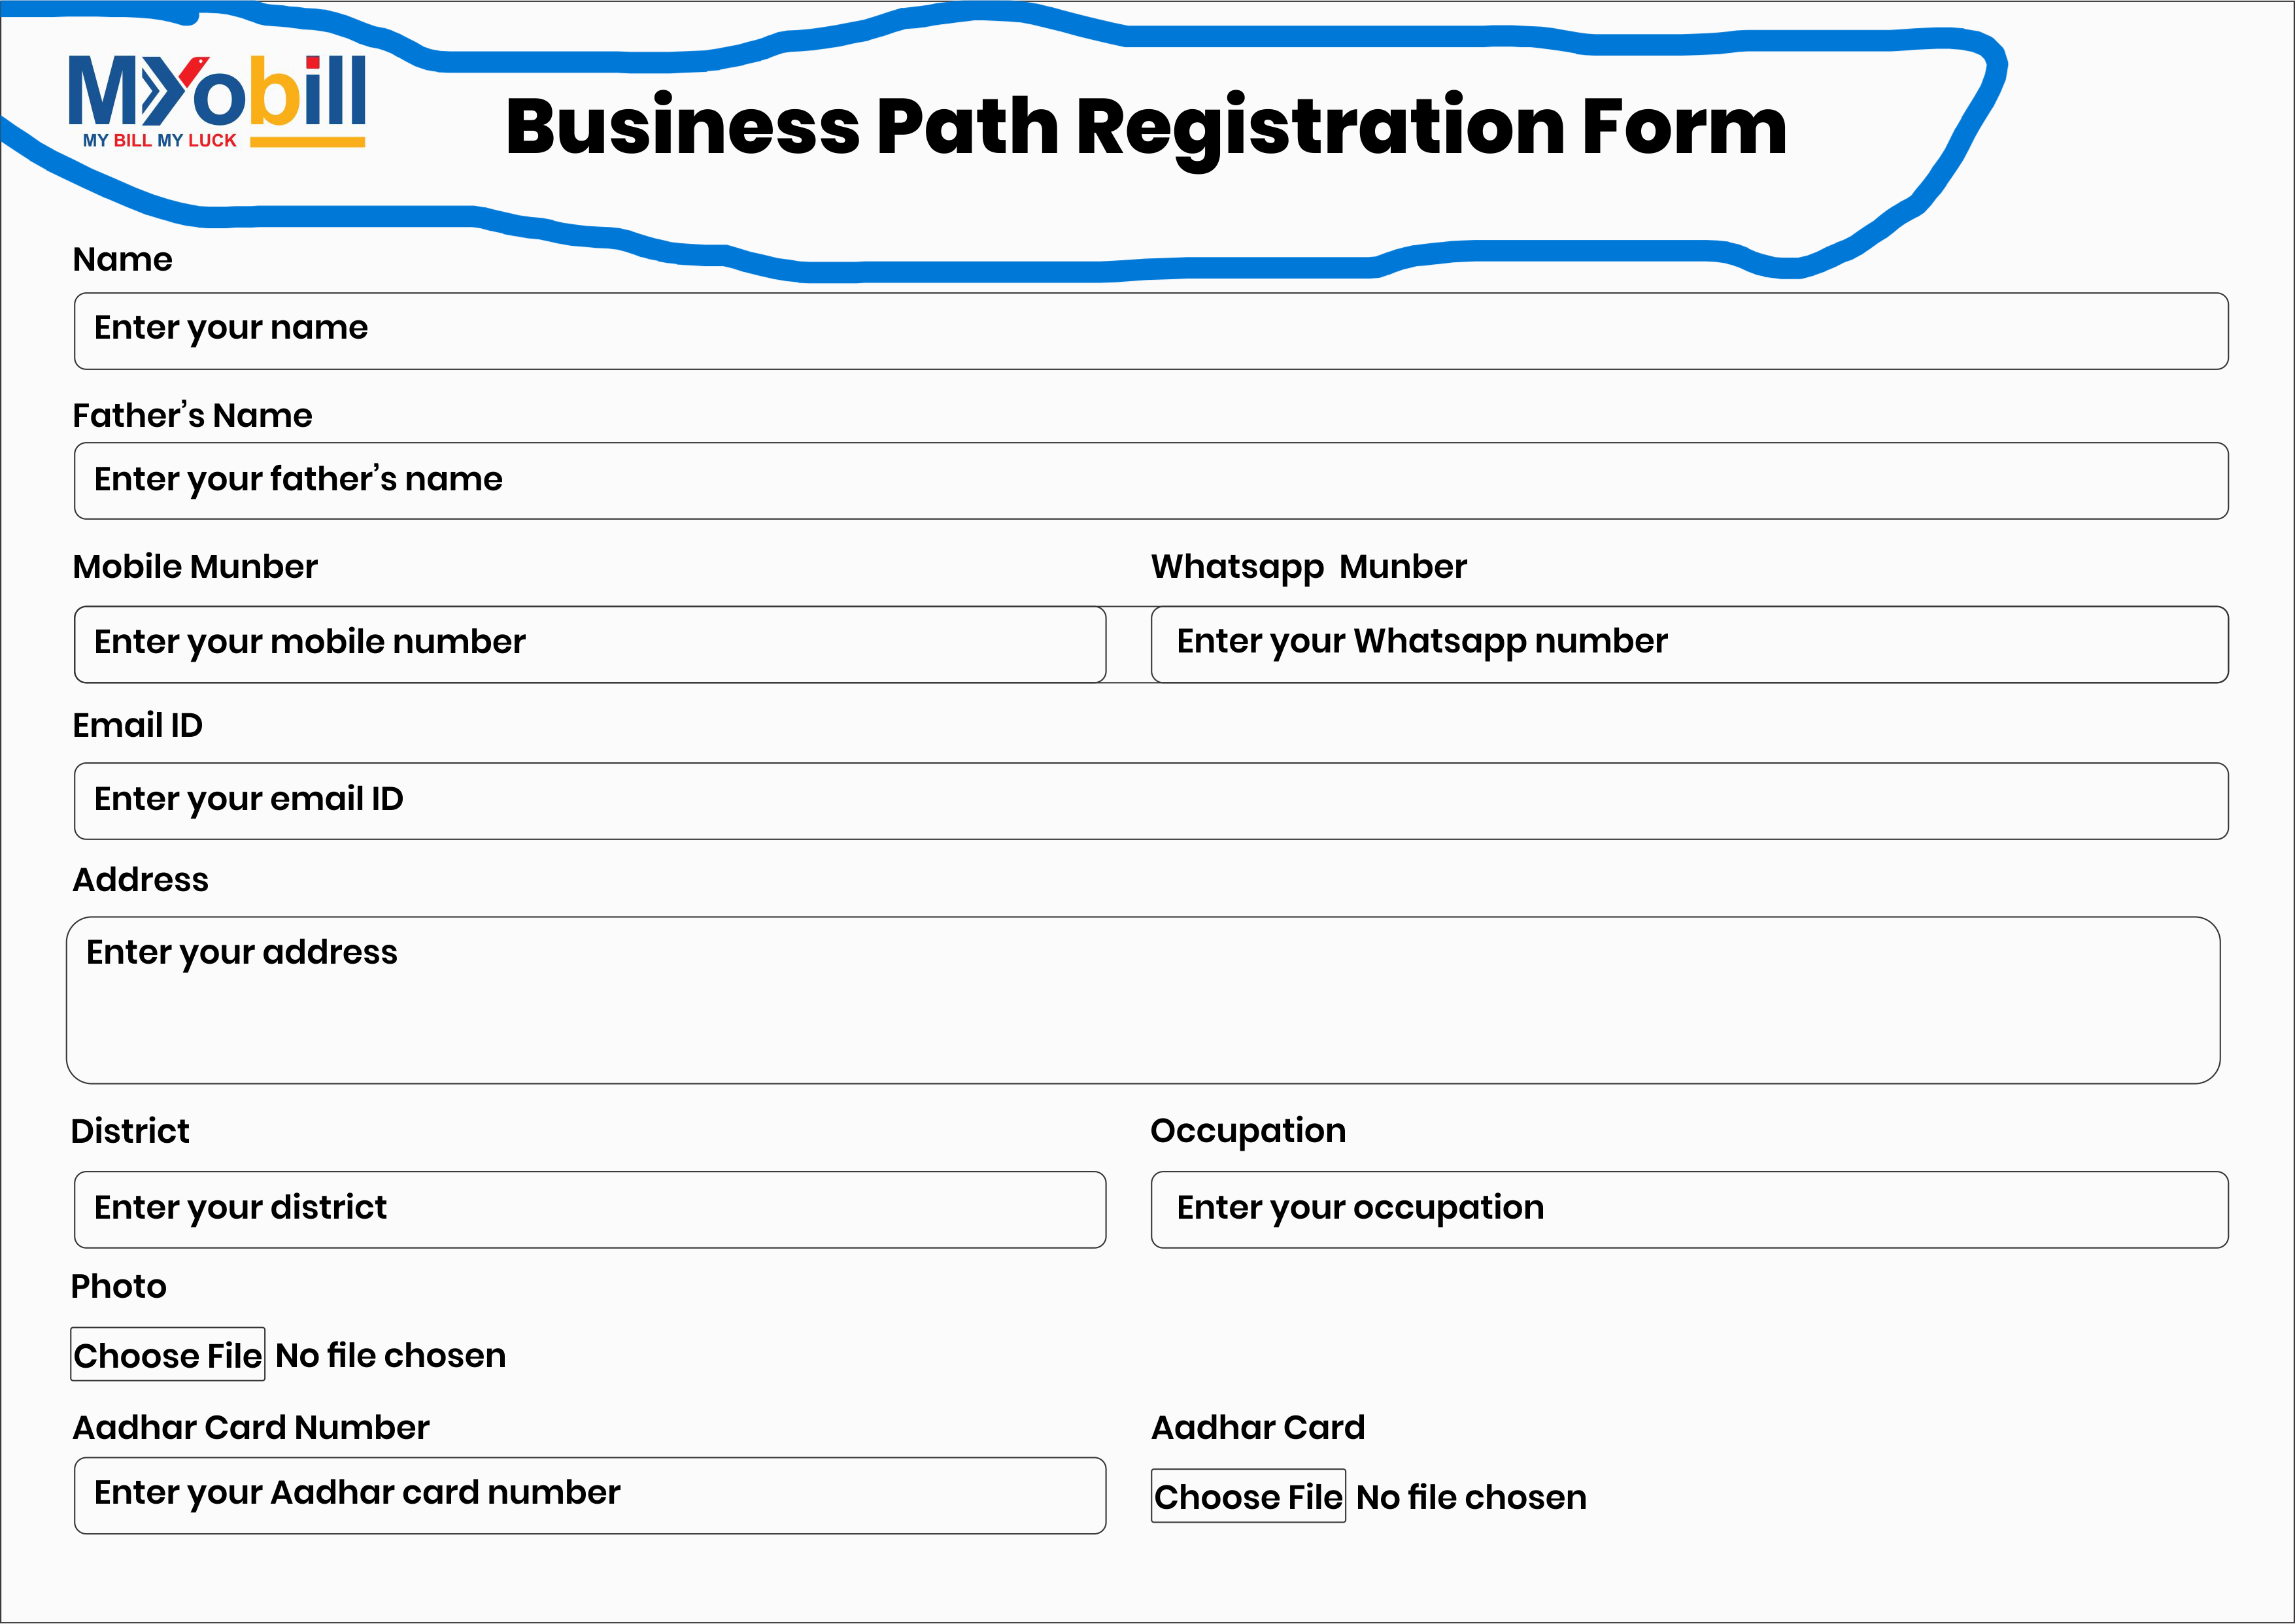 MYobill
MY BILL MY LUCK
Business Path Registration Form
Name
Enter your name
Father’s Name
Enter your father’s name
Mobile Munber
Whatsapp Munber
Enter your mobile number
Enter your Whatsapp number
Email ID
Enter your email ID
Address
Enter your address
District
Occupation
Enter your district
Enter your occupation
Photo
Choose File No file chosen
Aadhar Card Number
Aadhar Card
Enter your Aadhar card number
Choose File No file chosen